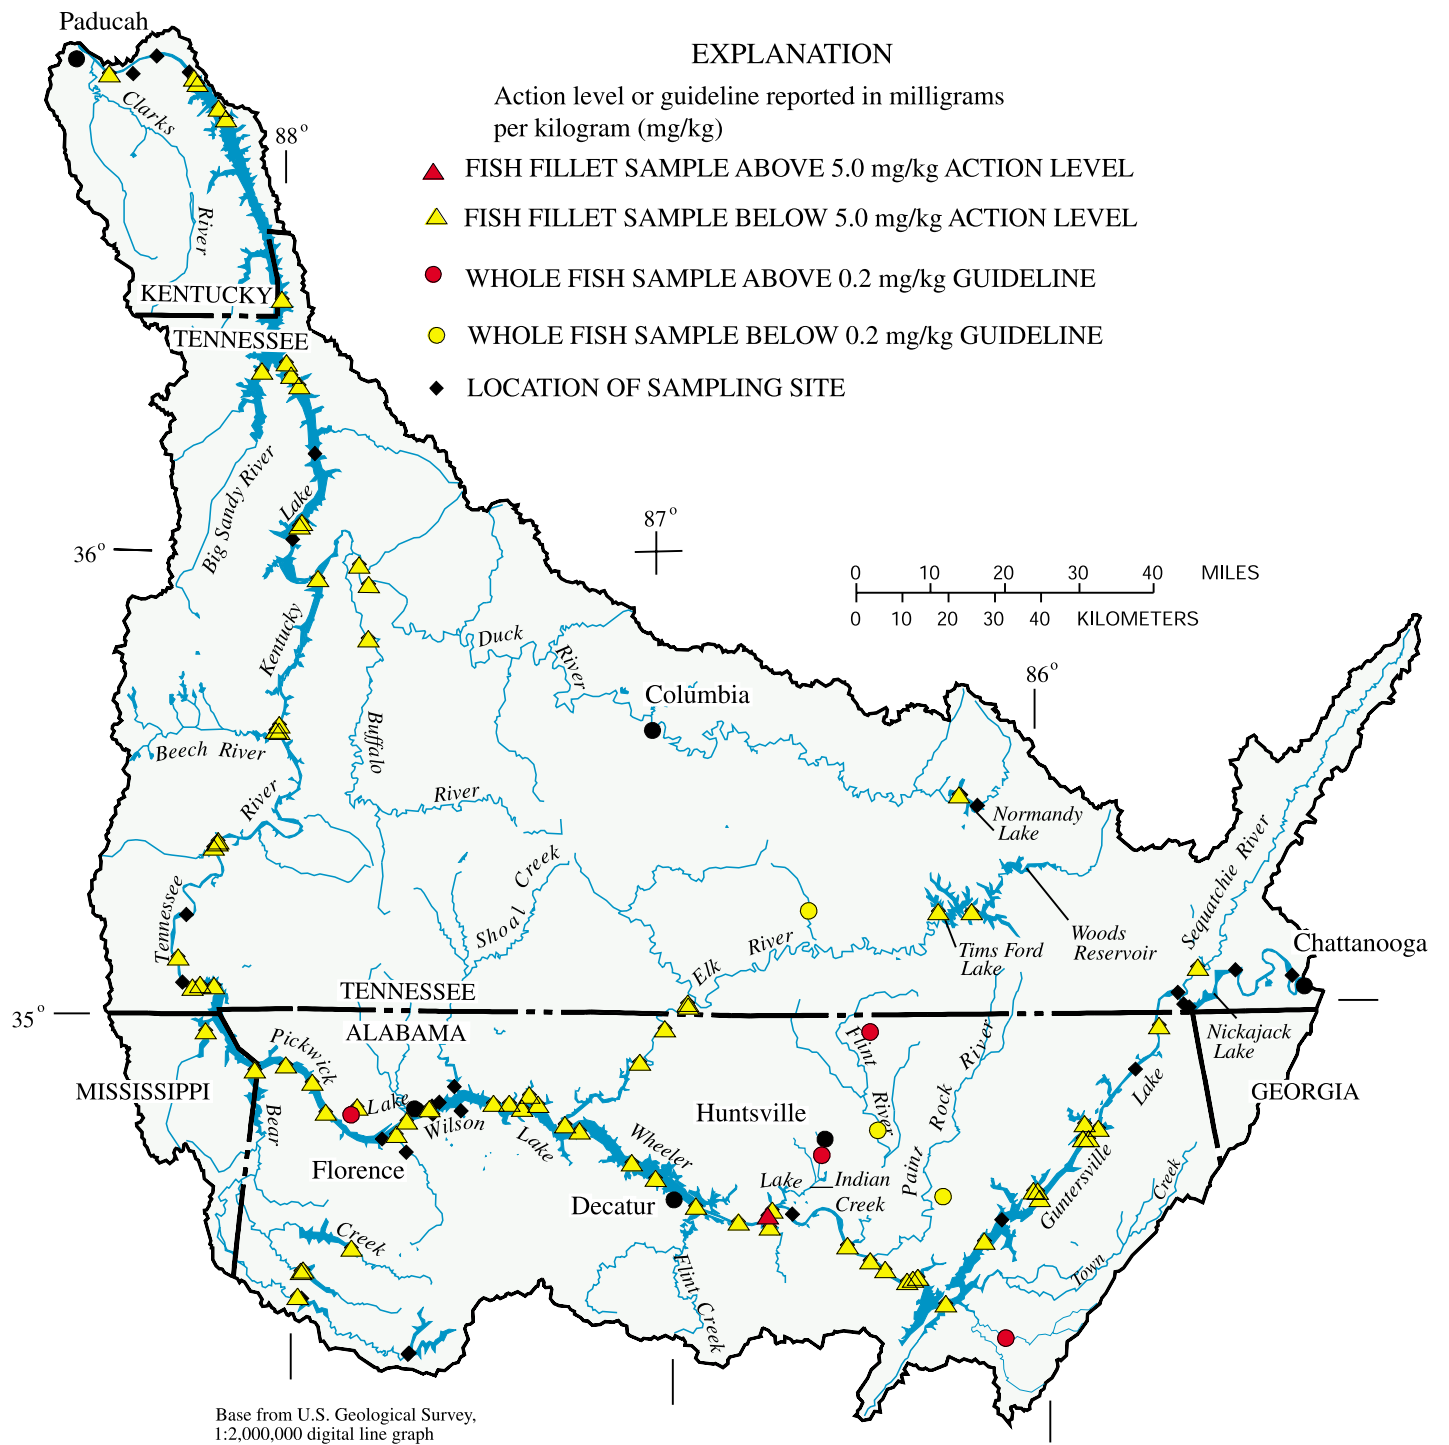 Paducah
EXPLANATION
Action level or guideline reported in milligrams
per kilogram (mg/kg)
FISH FILLET SAMPLE ABOVE 5.0 mg/kg ACTION LEVEL
FISH FILLET SAMPLE BELOW 5.0 mg/kg ACTION LEVEL
WHOLE FISH SAMPLE ABOVE 0.2 mg/kg GUIDELINE
WHOLE FISH SAMPLE BELOW 0.2 mg/kg GUIDELINE
LOCATION OF SAMPLING SITE
Clarks
River
88°
KENTUCKY
TENNESSEE
Big Sandy River
Lake
Kentucky
36°
87°
0 10 20 30 40 MILES
0 10 20 30 40 KILOMETERS
86°
Duck
River
Columbia
Buffalo
River
Beech River
River
Tennessee
Normandy
Lake
Shoal Creek
Elk
River
Tims Ford
Lake
Woods
Reservoir
Sequatchie River
Chattanooga
35°
TENNESSEE
ALABAMA
MISSISSIPPI
GEORGIA
Nickajack
Lake
Pickwick
Lake
Bear
Creek
Florence
Wilson
Lake
Wheeler
Lake
Decatur
Huntsville
Indian
Creek
Flint
River
Paint Rock River
Flint Creek
Guntersville
Lake
Town
Creek
Base from U.S. Geological Survey,
1:2,000,000 digital line graph